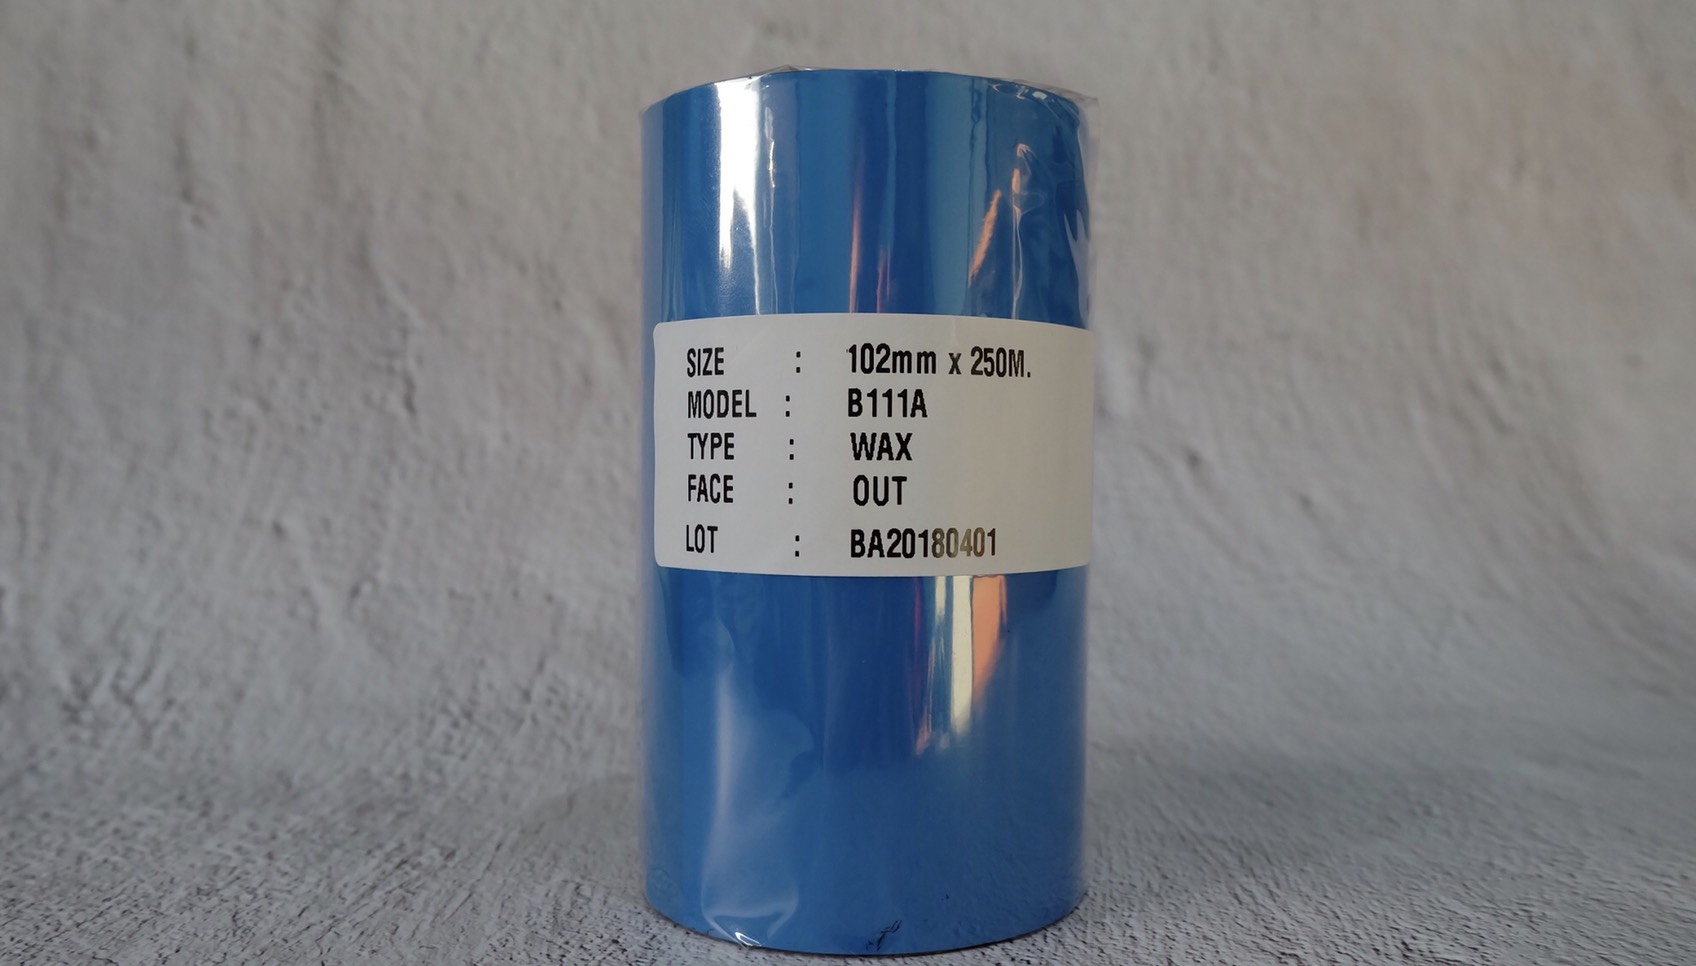 SIZE : 102mm x 250M.
MODEL : B111A
TYPE : WAX
FACE : OUT
LOT : BA20180401